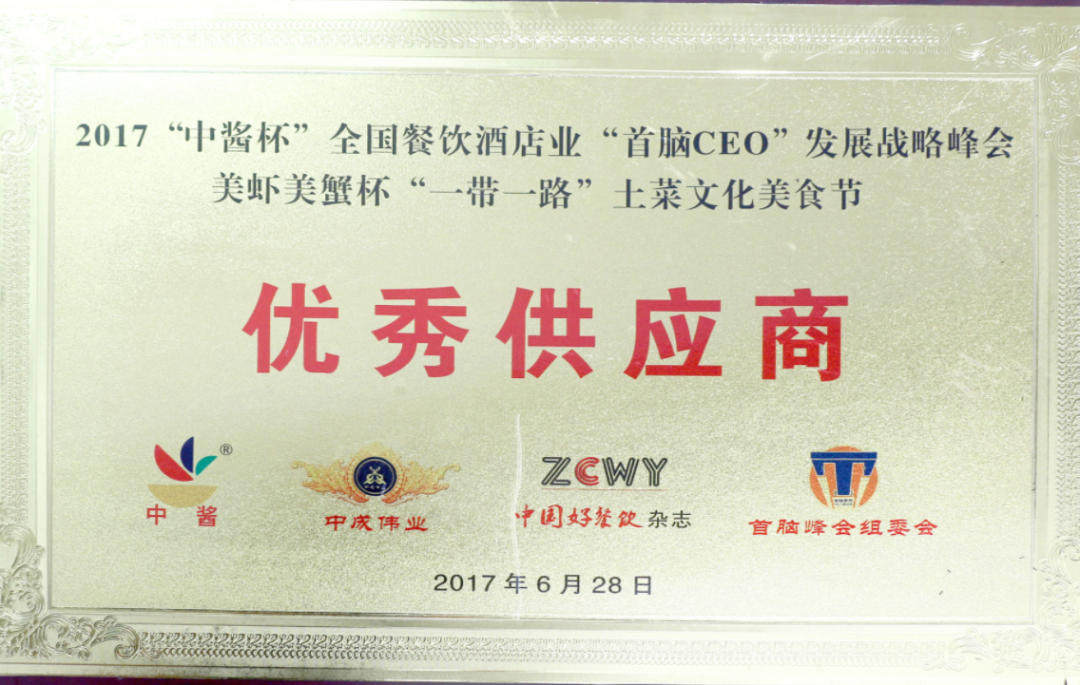 2017“中酱杯”全国餐饮酒店业“首脑CEO”发展战略峰会
美虾美蟹杯“一带一路”土菜文化美食节
优秀供应商
®
中酱
中成伟业
ZCWY
中国好餐饮杂志
首脑峰会组委会
2017年6月28日